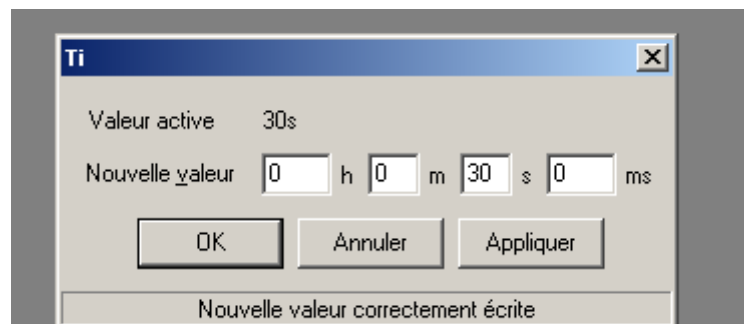 Ti
Valeur active 30s
Nouvelle valeur 0 h 0 m 30 s 0 ms
OK Annuler Appliquer
Nouvelle valeur correctement écrite